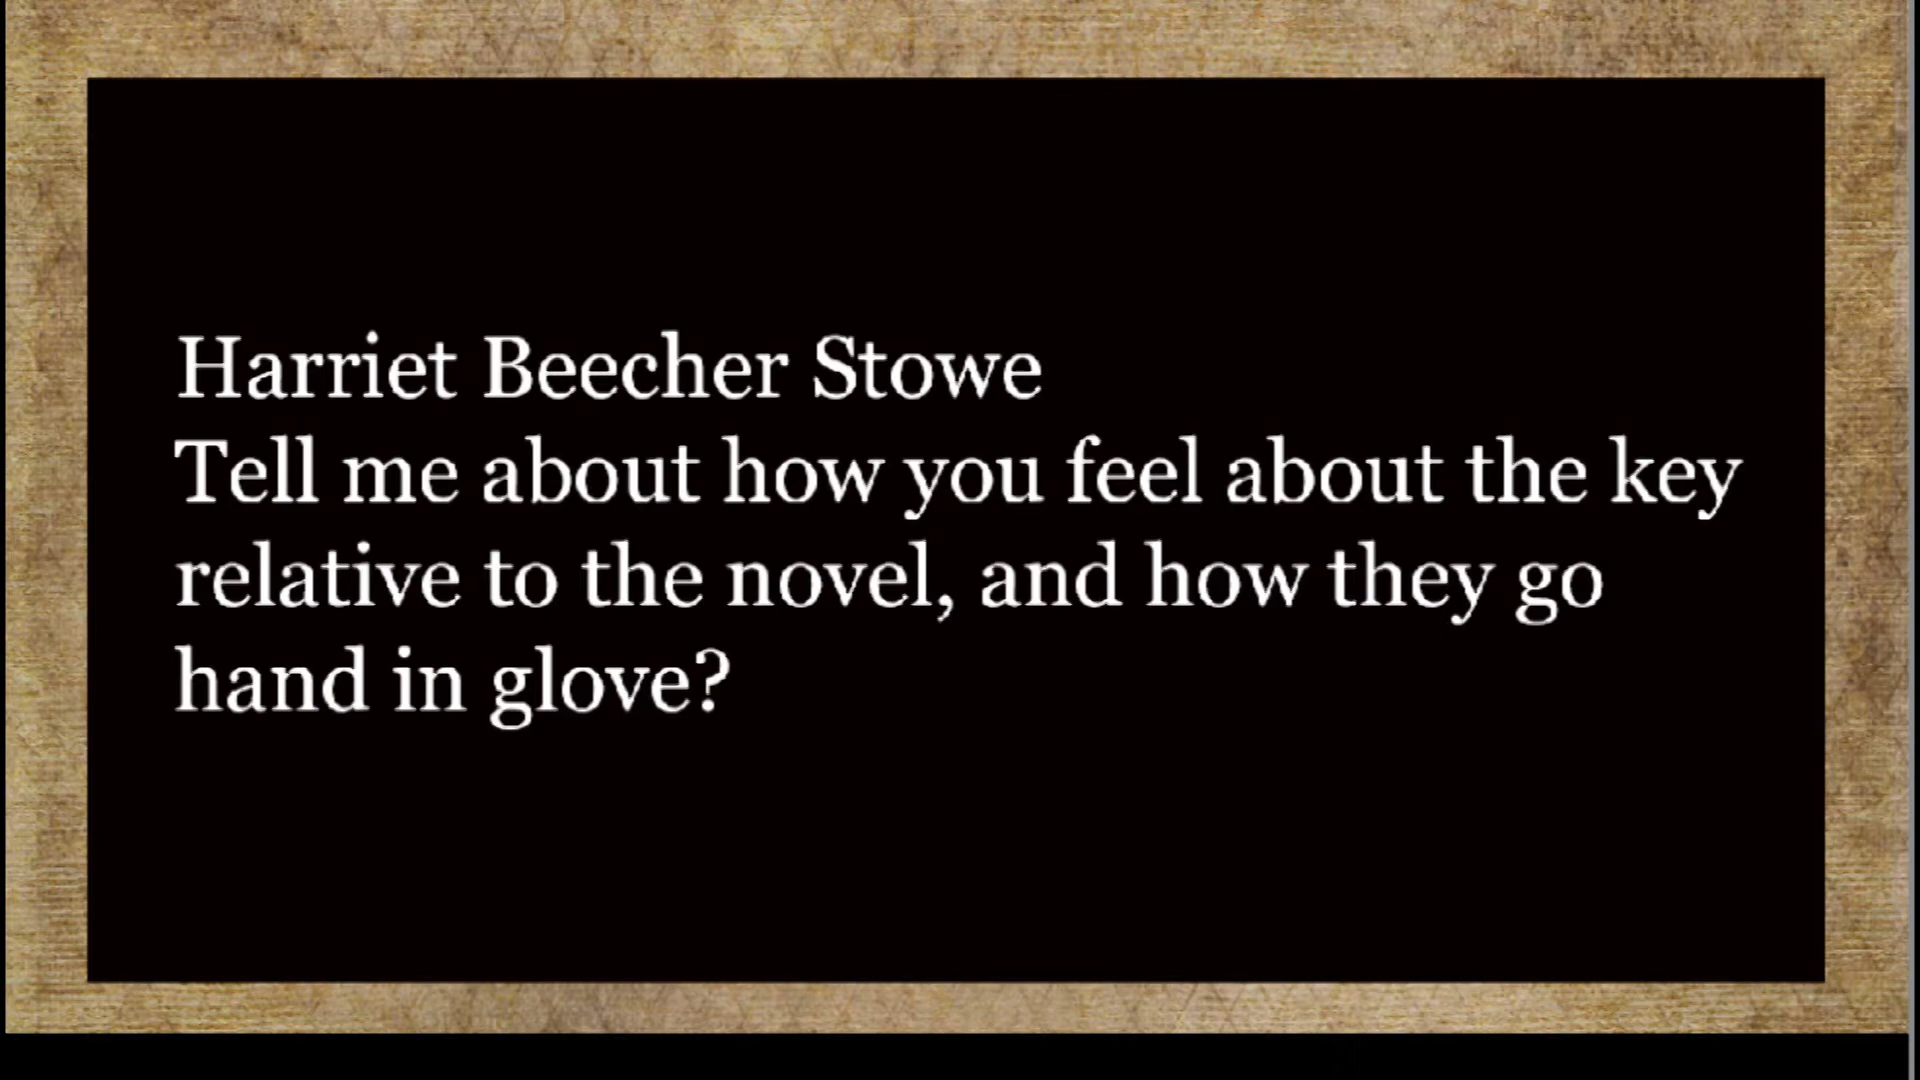 Harriet Beecher Stowe
Tell me about how you feel about the key
relative to the novel, and how they go
hand in glove?